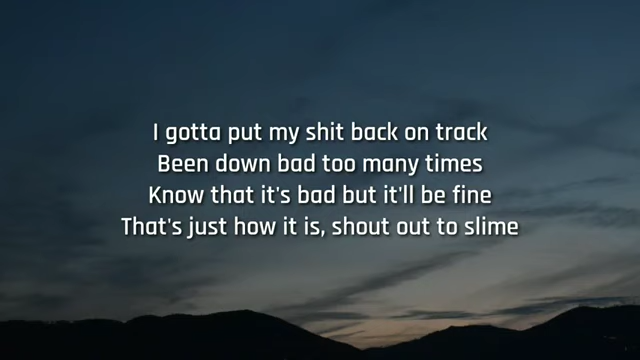 I gotta put my shit back on track
Been down bad too many times
Know that it's bad but it'll be fine
That's just how it is, shout out to slime